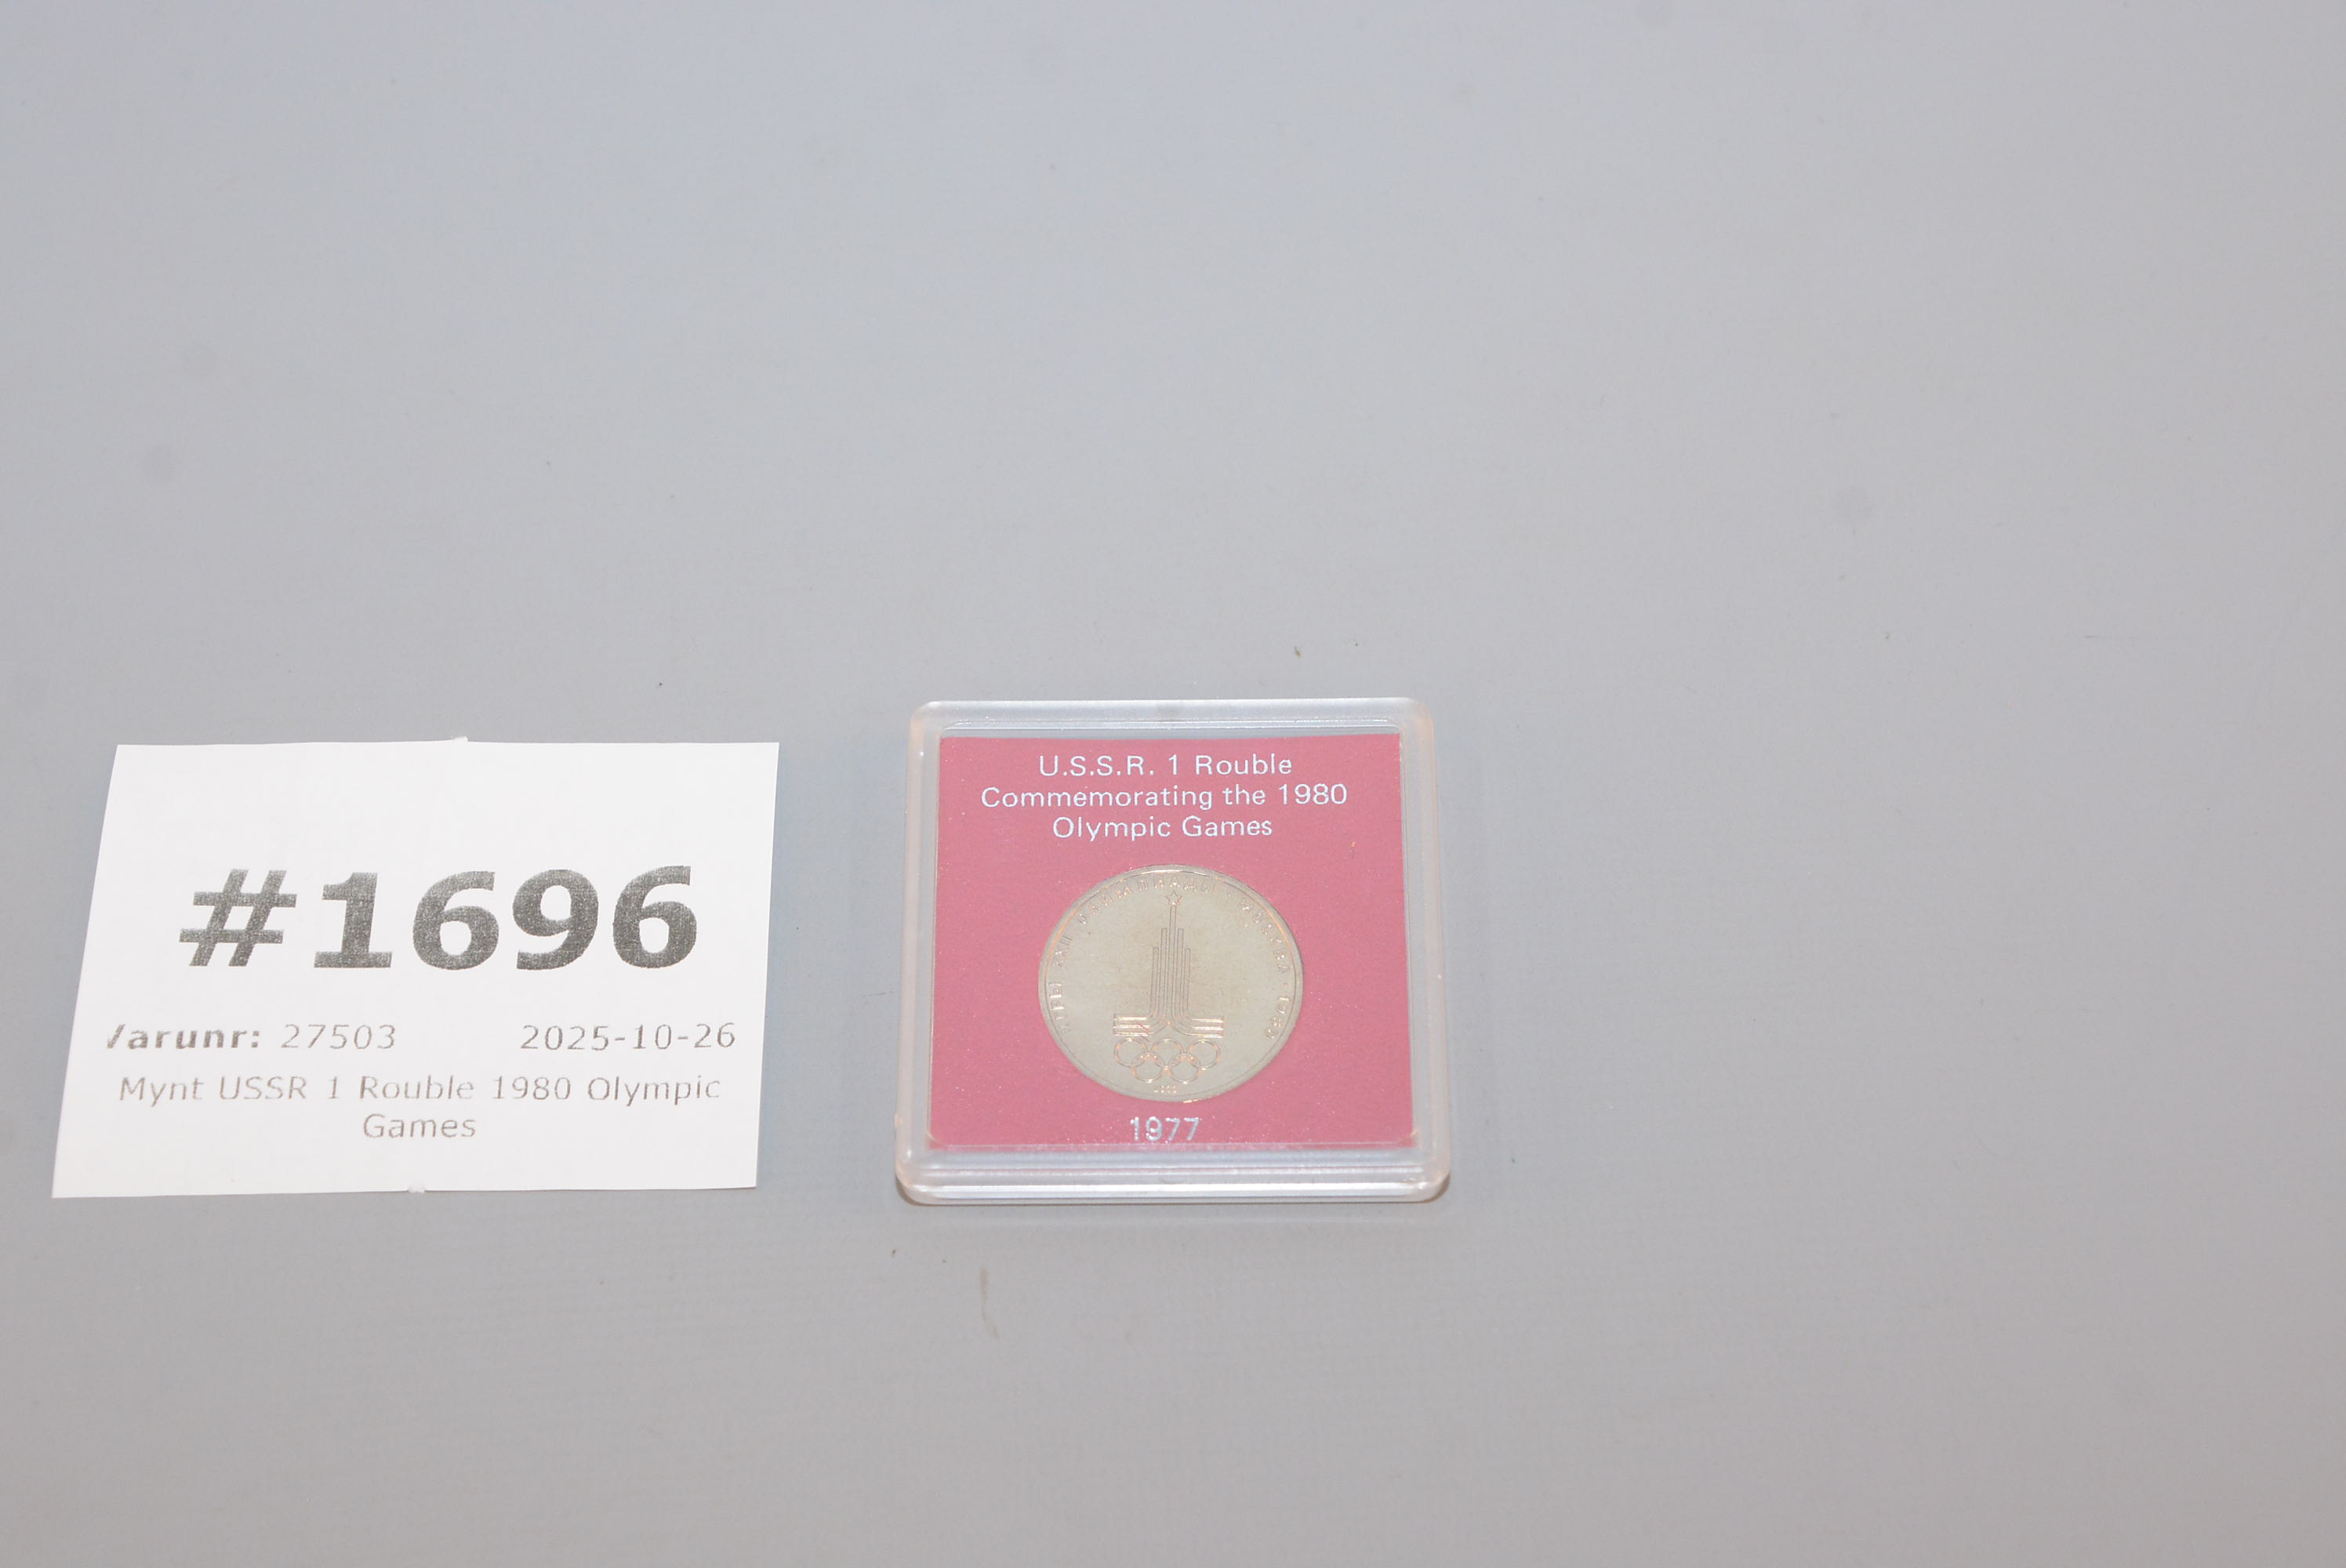 #1696
Varunr: 27503 2025-10-26
Mynt USSR 1 Rouble 1980 Olympic
Games
U.S.S.R. 1 Rouble
Commemorating the 1980
Olympic Games
1977